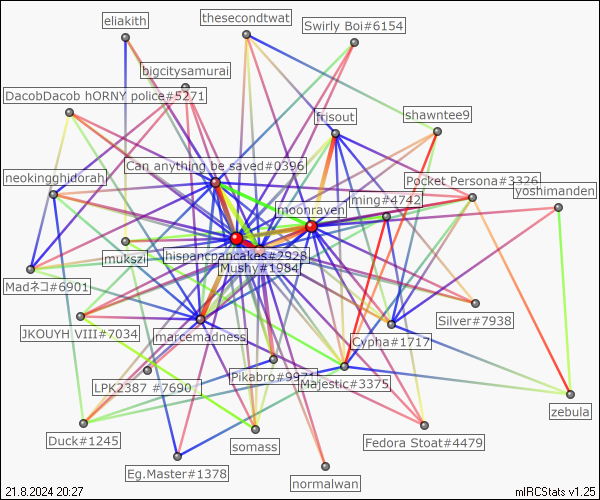 eliakith
thesecondtwat
Swirly Boi#6154
bigcitysamurai
DacobDacob hORNY police#5271
frisout
shawntee9
Can anything be saved#0396
neokingghidorah
Pocket Persona#3326
yoshimanden
ming#4742
moonraven
mukszi
hispancpancakes#2928
Mushy#1984
Madネコ#6901
JKOUYH VIII#7034
marcemadness
Silver#7938
Cypha#1717
LPK2387 #7690
Pikabro#9971
Majestic#3375
zebula
Duck#1245
somass
Fedora Stoat#4479
Eg.Master#1378
normalwan
21.8.2024 20:27
mIRCStats v1.25